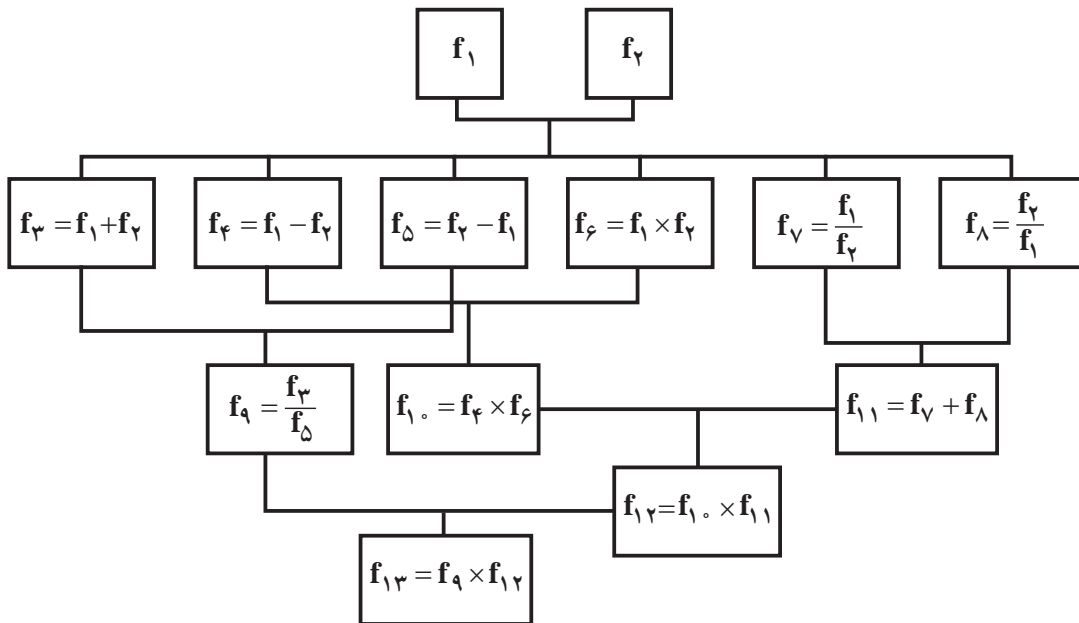 f₁ f₂
f₃ = f₁ + f₂
f₄ = f₁ − f₂
f₅ = f₂ − f₁
f₆ = f₁ × f₂
f₇ = f₁/f₂
f₈ = f₂/f₁
f₉ = f₃/f₅
f₁₀ = f₄ × f₆
f₁₁ = f₇ + f₈
f₁₂ = f₁₀ × f₁₁
f₁₃ = f₉ × f₁₂